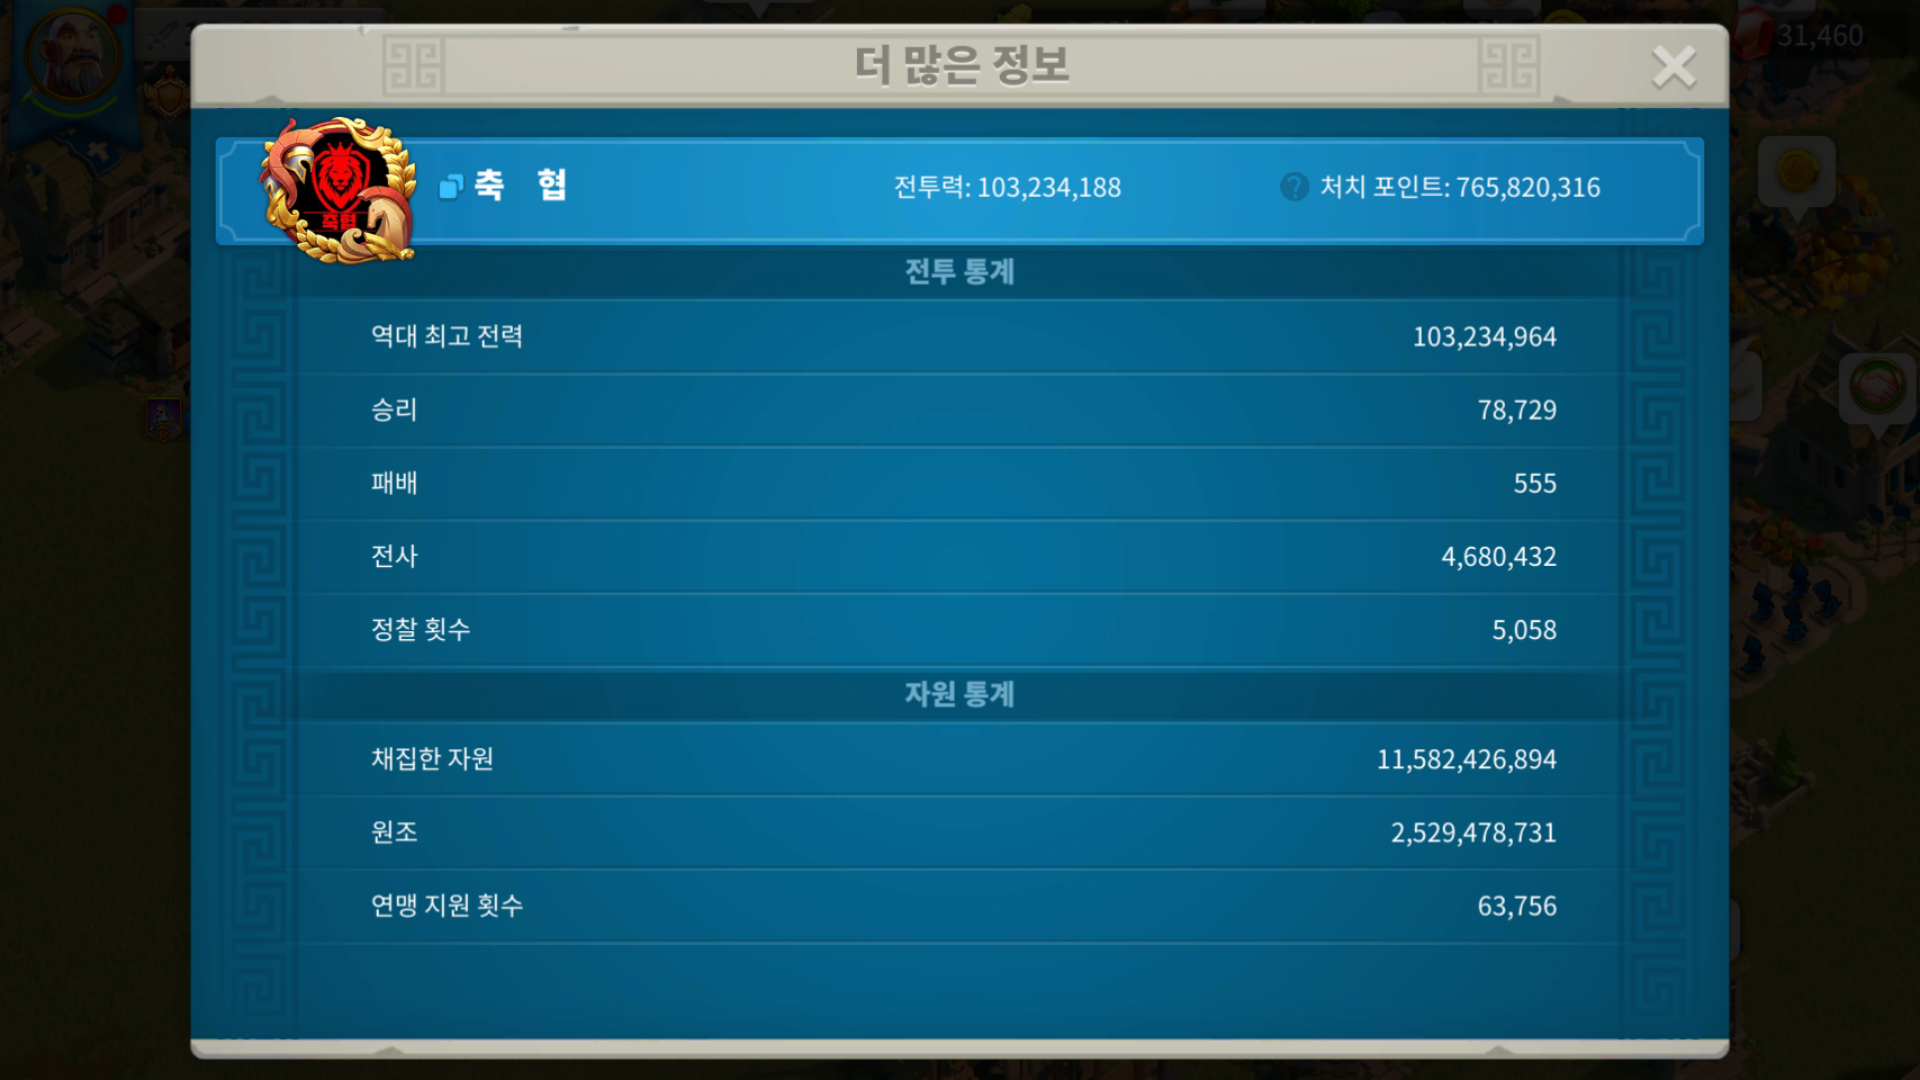 31,460
더 많은 정보
축협
축 협
전투력: 103,234,188
처치 포인트: 765,820,316
전투 통계
역대 최고 전력 103,234,964
승리 78,729
패배 555
전사 4,680,432
정찰 횟수 5,058
자원 통계
채집한 자원 11,582,426,894
원조 2,529,478,731
연맹 지원 횟수 63,756